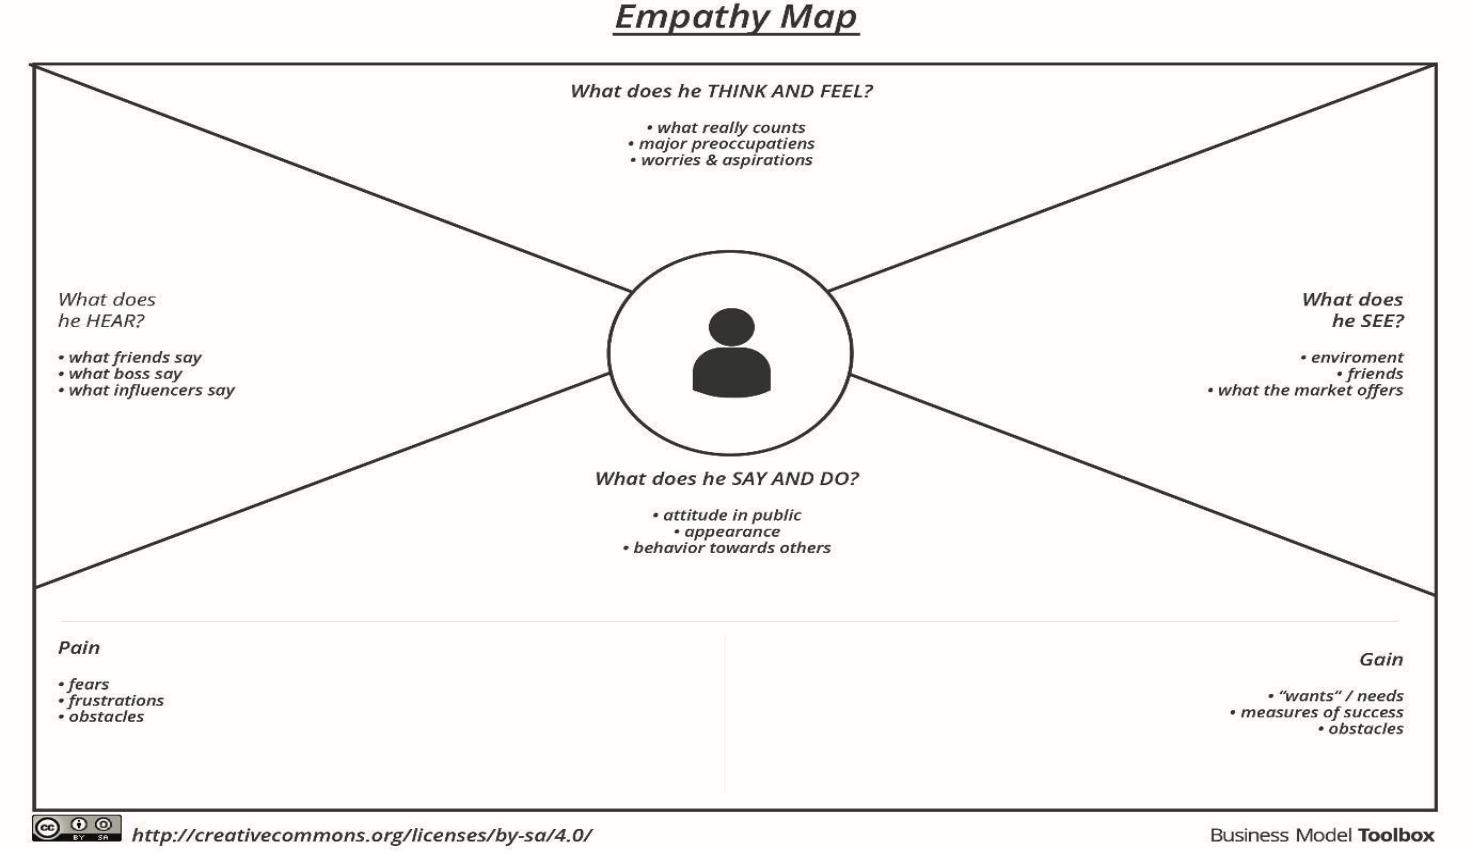 Empathy Map
What does he THINK AND FEEL?
• what really counts
• major preoccupatiens
• worries & aspirations
What does
he HEAR?
• what friends say
• what boss say
• what influencers say
What does
he SEE?
• enviroment
• friends
• what the market offers
What does he SAY AND DO?
• attitude in public
• appearance
• behavior towards others
Pain
• fears
• frustrations
• obstacles
Gain
• “wants” / needs
• measures of success
• obstacles
cc BY SA
http://creativecommons.org/licenses/by-sa/4.0/
Business Model Toolbox